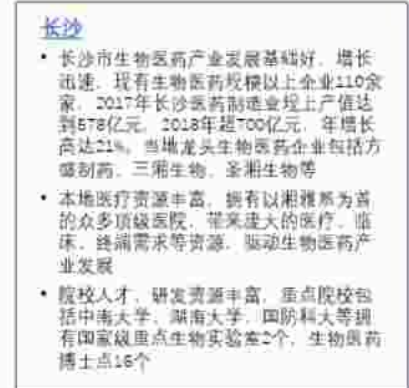 长沙
• 长沙市生物医药产业发展基础好，增长
迅速，现有生物医药规模以上企业110余
家，2017年长沙医药制造业规上产值达
到578亿元，2018年超700亿元，年增长
高达21%，当地龙头生物医药企业包括方
盛制药、三湘生物、圣湘生物等
• 本地医疗资源丰富，拥有以湘雅系为首
的众多顶级医院，带来庞大的医疗、临
床、终端需求等资源，驱动生物医药产
业发展
• 院校人才、研发资源丰富，重点院校包
括中南大学、湖南大学、国防科大等拥
有国家级重点生物实验室2个，生物医药
博士点16个